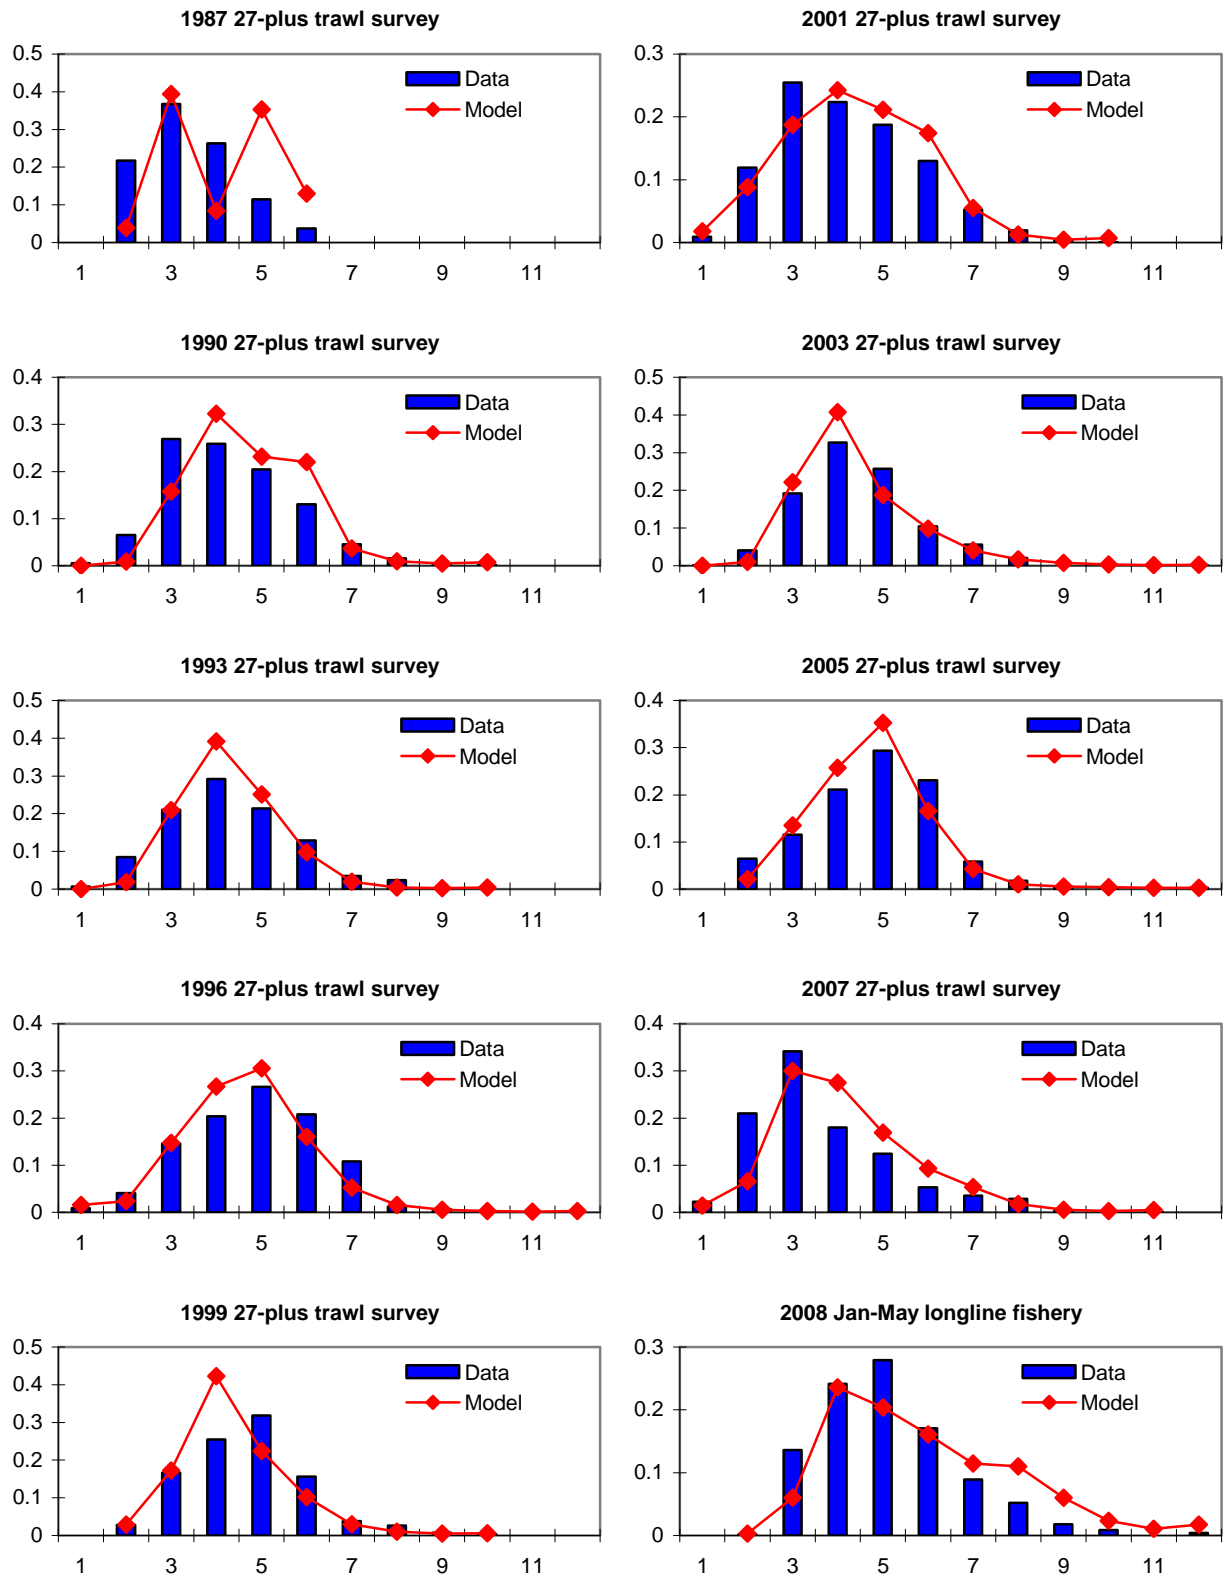 1987 27-plus trawl survey
0.5
0.4
0.3
0.2
0.1
0
Data
Model
1 3 5 7 9 11
2001 27-plus trawl survey
0.3
0.2
0.1
0
Data
Model
1 3 5 7 9 11
1990 27-plus trawl survey
0.4
0.3
0.2
0.1
0
Data
Model
1 3 5 7 9 11
2003 27-plus trawl survey
0.5
0.4
0.3
0.2
0.1
0
Data
Model
1 3 5 7 9 11
1993 27-plus trawl survey
0.5
0.4
0.3
0.2
0.1
0
Data
Model
1 3 5 7 9 11
2005 27-plus trawl survey
0.4
0.3
0.2
0.1
0
Data
Model
1 3 5 7 9 11
1996 27-plus trawl survey
0.4
0.3
0.2
0.1
0
Data
Model
1 3 5 7 9 11
2007 27-plus trawl survey
0.4
0.3
0.2
0.1
0
Data
Model
1 3 5 7 9 11
1999 27-plus trawl survey
0.5
0.4
0.3
0.2
0.1
0
Data
Model
1 3 5 7 9 11
2008 Jan-May longline fishery
0.3
0.2
0.1
0
Data
Model
1 3 5 7 9 11